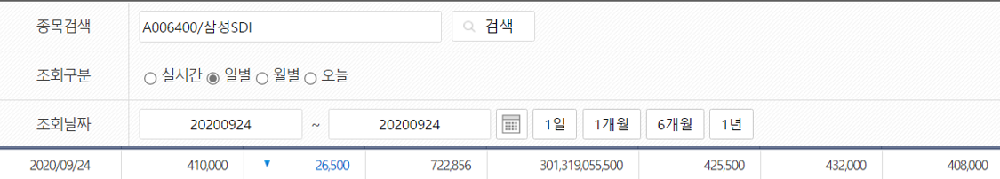 종목검색 A006400/삼성SDI 검색
조회구분 실시간 일별 월별 오늘
조회날짜 20200924 ~ 20200924 1일 1개월 6개월 1년
2020/09/24 410,000 ▼ 26,500 722,856 301,319,055,500 425,500 432,000 408,000